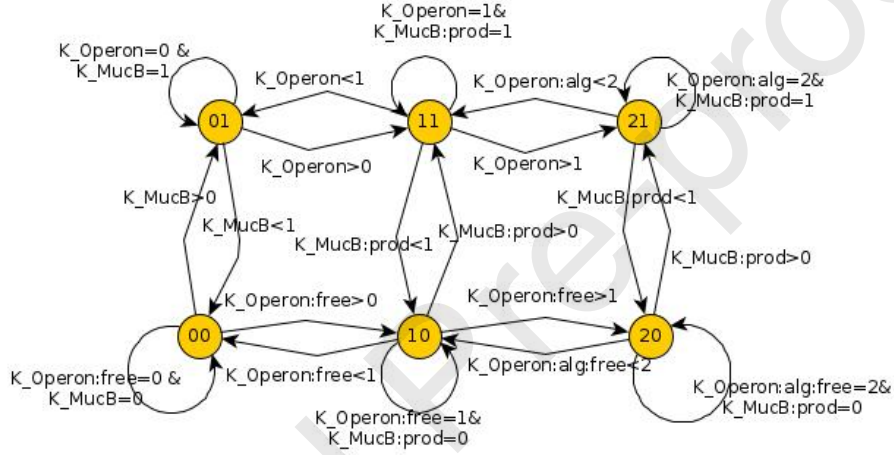 K_Operon=1&
K_MucB:prod=1
K_Operon=0 &
K_MucB=1
K_Operon<1
K_Operon:alg<2
K_Operon:alg=2&
K_MucB:prod=1
01
11
21
K_Operon>0
K_Operon>1
K_MucB>0
K_MucB:prod<1
K_MucB<1
K_MucB:prod<1
K_MucB:prod>0
K_MucB:prod>0
K_Operon:free>0
K_Operon:free>1
00
10
20
K_Operon:free=0 &
K_MucB=0
K_Operon:free<1
K_Operon:alg:free<2
K_Operon:alg:free=2&
K_MucB:prod=0
K_Operon:free=1&
K_MucB:prod=0